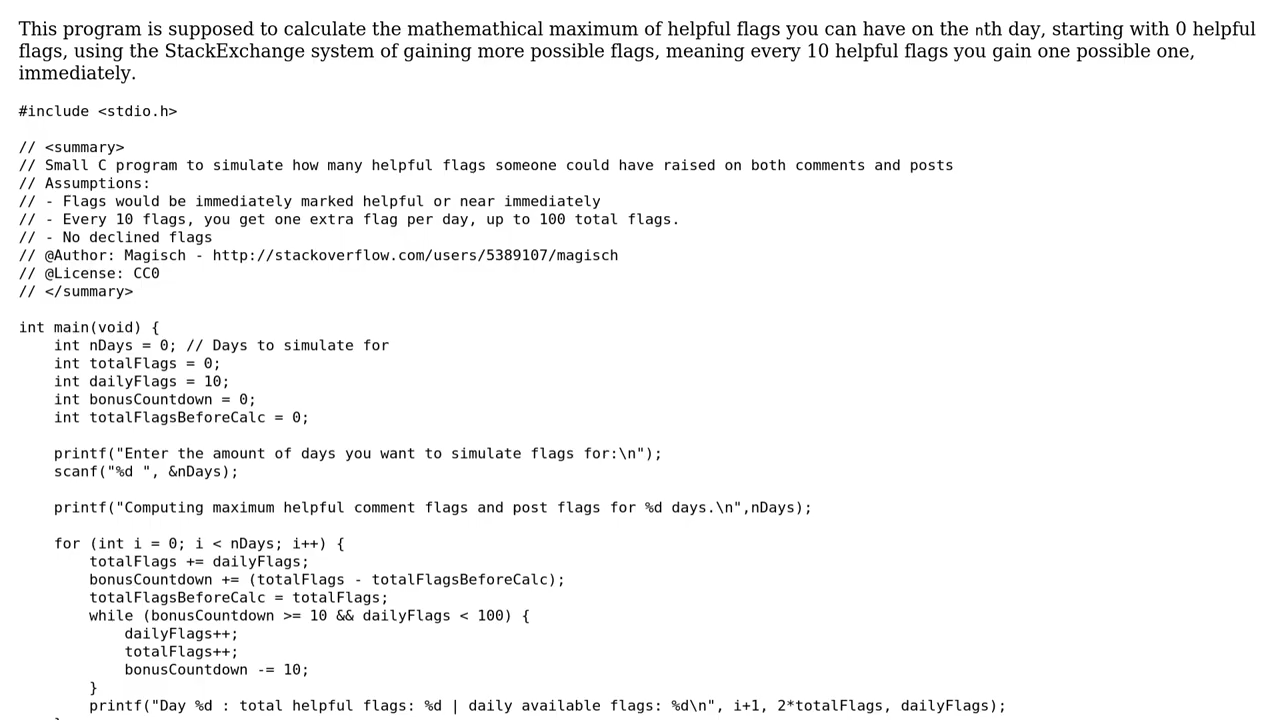 This program is supposed to calculate the mathemathical maximum of helpful flags you can have on the nth day, starting with 0 helpful
flags, using the StackExchange system of gaining more possible flags, meaning every 10 helpful flags you gain one possible one,
immediately.
#include <stdio.h>
// <summary>
// Small C program to simulate how many helpful flags someone could have raised on both comments and posts
// Assumptions:
// - Flags would be immediately marked helpful or near immediately
// - Every 10 flags, you get one extra flag per day, up to 100 total flags.
// - No declined flags
// @Author: Magisch - http://stackoverflow.com/users/5389107/magisch
// @License: CC0
// </summary>
int main(void) {
    int nDays = 0; // Days to simulate for
    int totalFlags = 0;
    int dailyFlags = 10;
    int bonusCountdown = 0;
    int totalFlagsBeforeCalc = 0;
    printf("Enter the amount of days you want to simulate flags for:\n");
    scanf("%d ", &nDays);
    printf("Computing maximum helpful comment flags and post flags for %d days.\n",nDays);
    for (int i = 0; i < nDays; i++) {
        totalFlags += dailyFlags;
        bonusCountdown += (totalFlags - totalFlagsBeforeCalc);
        totalFlagsBeforeCalc = totalFlags;
        while (bonusCountdown >= 10 && dailyFlags < 100) {
            dailyFlags++;
            totalFlags++;
            bonusCountdown -= 10;
        }
        printf("Day %d : total helpful flags: %d | daily available flags: %d\n", i+1, 2*totalFlags, dailyFlags);